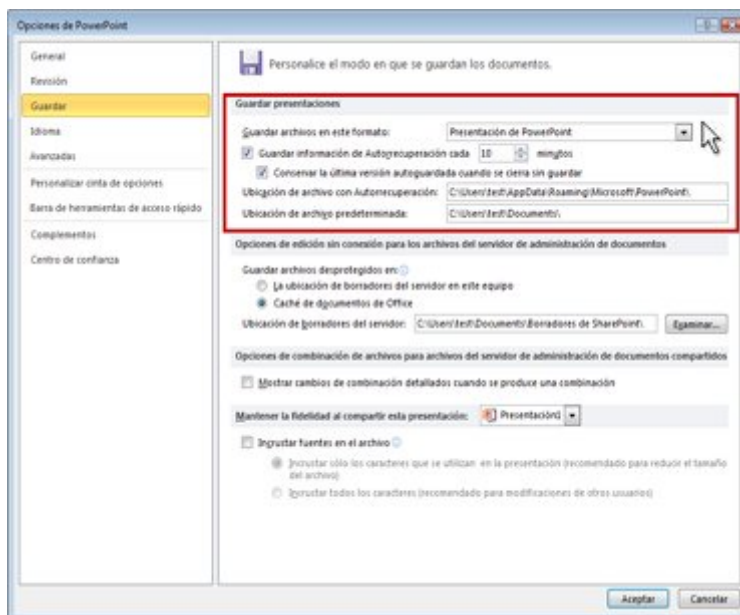 Opciones de PowerPoint
General
Revisión
Guardar
Idioma
Avanzadas
Personalizar cinta de opciones
Barra de herramientas de acceso rápido
Complementos
Centro de confianza
Personalice el modo en que se guardan los documentos.
Guardar presentaciones
Guardar archivos en este formato: Presentación de PowerPoint
Guardar información de Autorrecuperación cada 10 minutos
Conservar la última versión autoguardada cuando se cierra sin guardar
Ubicación de archivo con Autorrecuperación: C:\Users\test\AppData\Roaming\Microsoft\PowerPoint\
Ubicación de archivo predeterminada: C:\Users\test\Documents\
Opciones de edición sin conexión para los archivos del servidor de administración de documentos
Guardar archivos desprotegidos en:
La ubicación de borradores del servidor en este equipo
Caché de documentos de Office
Ubicación de borradores del servidor: C:\Users\test\Documents\Borradores de SharePoint\ Examinar...
Opciones de combinación de archivos para archivos del servidor de administración de documentos compartidos
Mostrar cambios de combinación detallados cuando se produce una combinación
Mantener la fidelidad al compartir esta presentación: Presentación1
Incrustar fuentes en el archivo
Incrustar sólo los caracteres que se utilizan en la presentación (recomendado para reducir el tamaño
del archivo)
Incrustar todos los caracteres (recomendado para modificaciones de otros usuarios)
Aceptar Cancelar